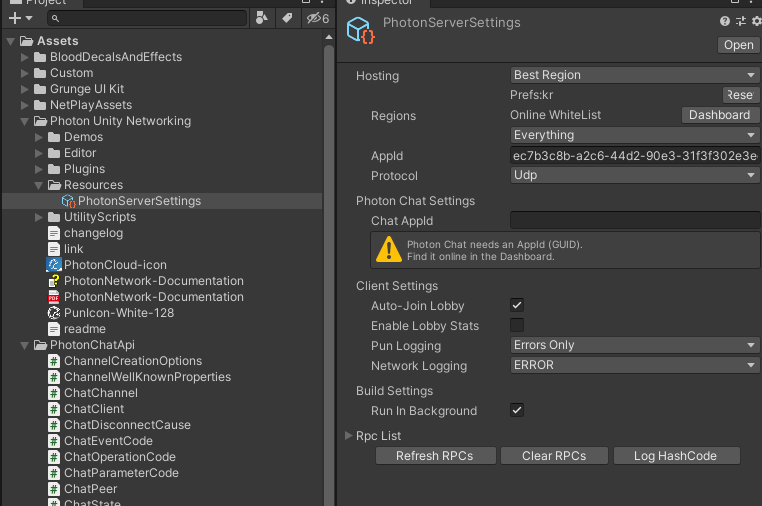 Project
6
Assets
BloodDecalsAndEffects
Custom
Grunge UI Kit
NetPlayAssets
Photon Unity Networking
Demos
Editor
Plugins
Resources
PhotonServerSettings
UtilityScripts
changelog
link
PhotonCloud-icon
PhotonNetwork-Documentation
PhotonNetwork-Documentation
PunIcon-White-128
readme
PhotonChatApi
ChannelCreationOptions
ChannelWellKnownProperties
ChatChannel
ChatClient
ChatDisconnectCause
ChatEventCode
ChatOperationCode
ChatParameterCode
ChatPeer
ChatState
Inspector
PhotonServerSettings
Open
Hosting Best Region
Prefs:kr Rese
Regions Online WhiteList Dashboard
Everything
AppId ec7b3c8b-a2c6-44d2-90e3-31f3f302e3e
Protocol Udp
Photon Chat Settings
Chat AppId
Photon Chat needs an AppId (GUID).
Find it online in the Dashboard.
Client Settings
Auto-Join Lobby
Enable Lobby Stats
Pun Logging Errors Only
Network Logging ERROR
Build Settings
Run In Background
Rpc List
Refresh RPCs Clear RPCs Log HashCode